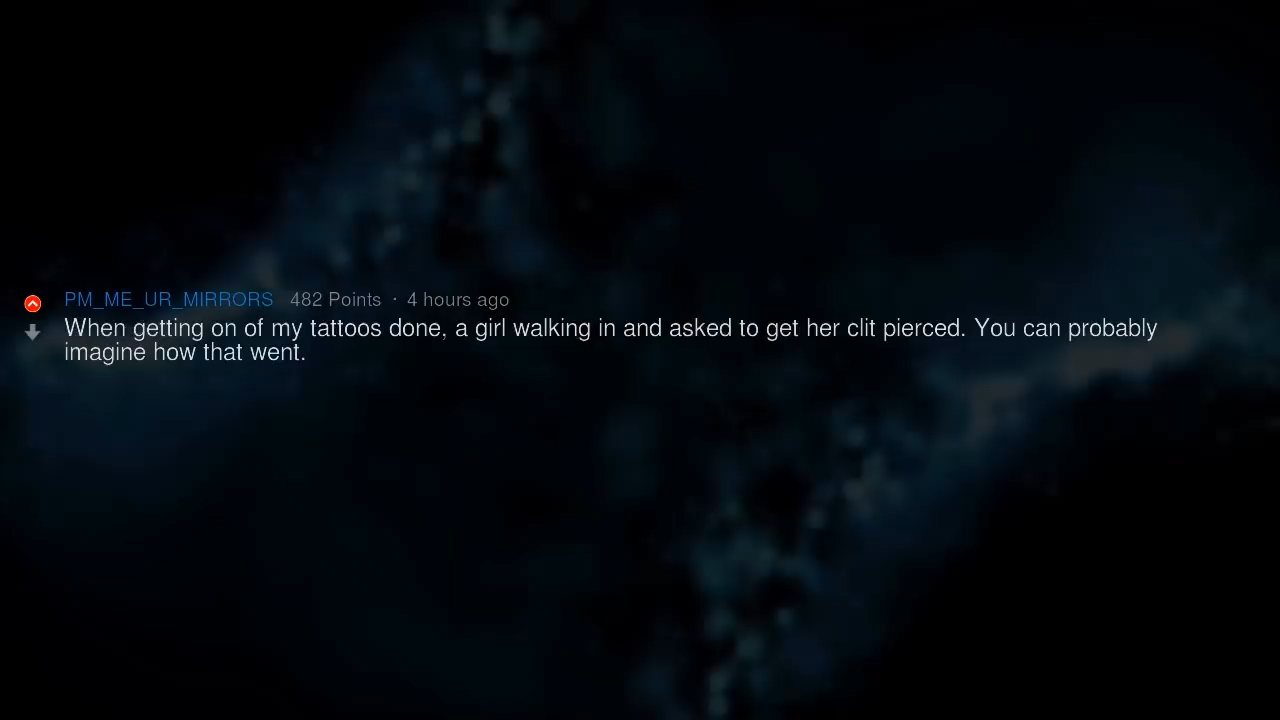 PM_ME_UR_MIRRORS 482 Points · 4 hours ago
When getting on of my tattoos done, a girl walking in and asked to get her clit pierced. You can probably
imagine how that went.